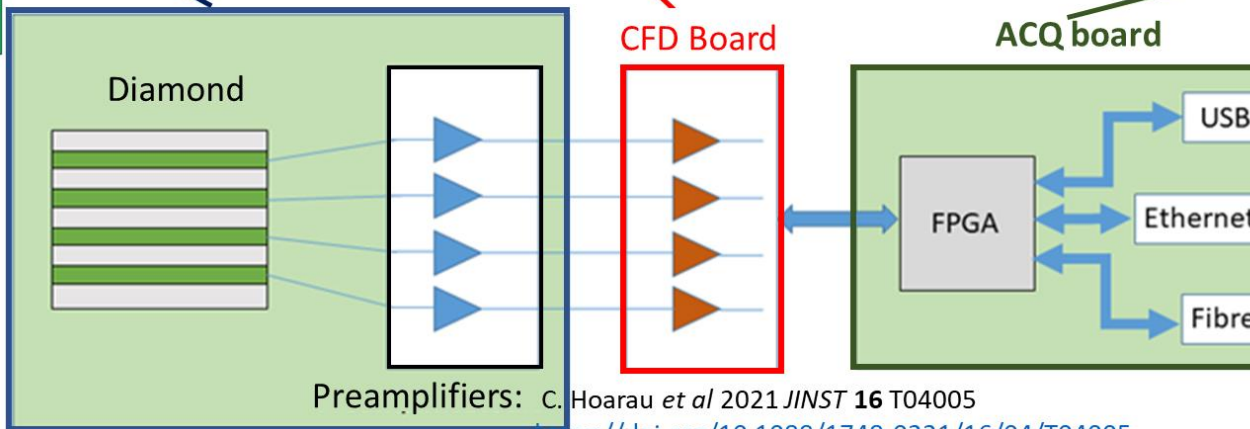 CFD Board
ACQ board
Diamond
USB
FPGA
Ethernet
Fibre
Preamplifiers: C. Hoarau et al 2021 JINST 16 T04005